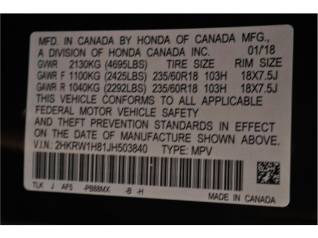 MFD. IN CANADA BY HONDA OF CANADA MFG.,
A DIVISION OF HONDA CANADA INC. 01/18
GVWR 2130KG (4695LBS) TIRE SIZE RIM SIZE
GAWR F 1100KG (2425LBS) 235/60R18 103H 18X7.5J
GAWR R 1040KG (2292LBS) 235/60R18 103H 18X7.5J
THIS VEHICLE CONFORMS TO ALL APPLICABLE
FEDERAL MOTOR VEHICLE SAFETY
AND THEFT PREVENTION STANDARDS IN EFFECT
ON THE DATE OF MANUFACTURE SHOWN ABOVE.
V.I.N.: 2HKRW1H81JH503840 TYPE: MPV
TLK J AFS -PB88MX -B -H MADE IN CANADA